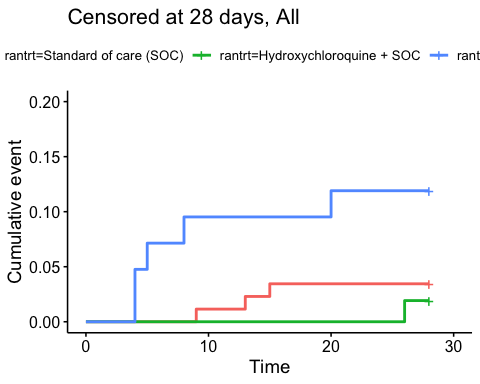 Censored at 28 days, All
rantrt=Standard of care (SOC) rantrt=Hydroxychloroquine + SOC rant
0.20
0.15
0.10
0.05
0.00
Cumulative event
0 10 20 30
Time